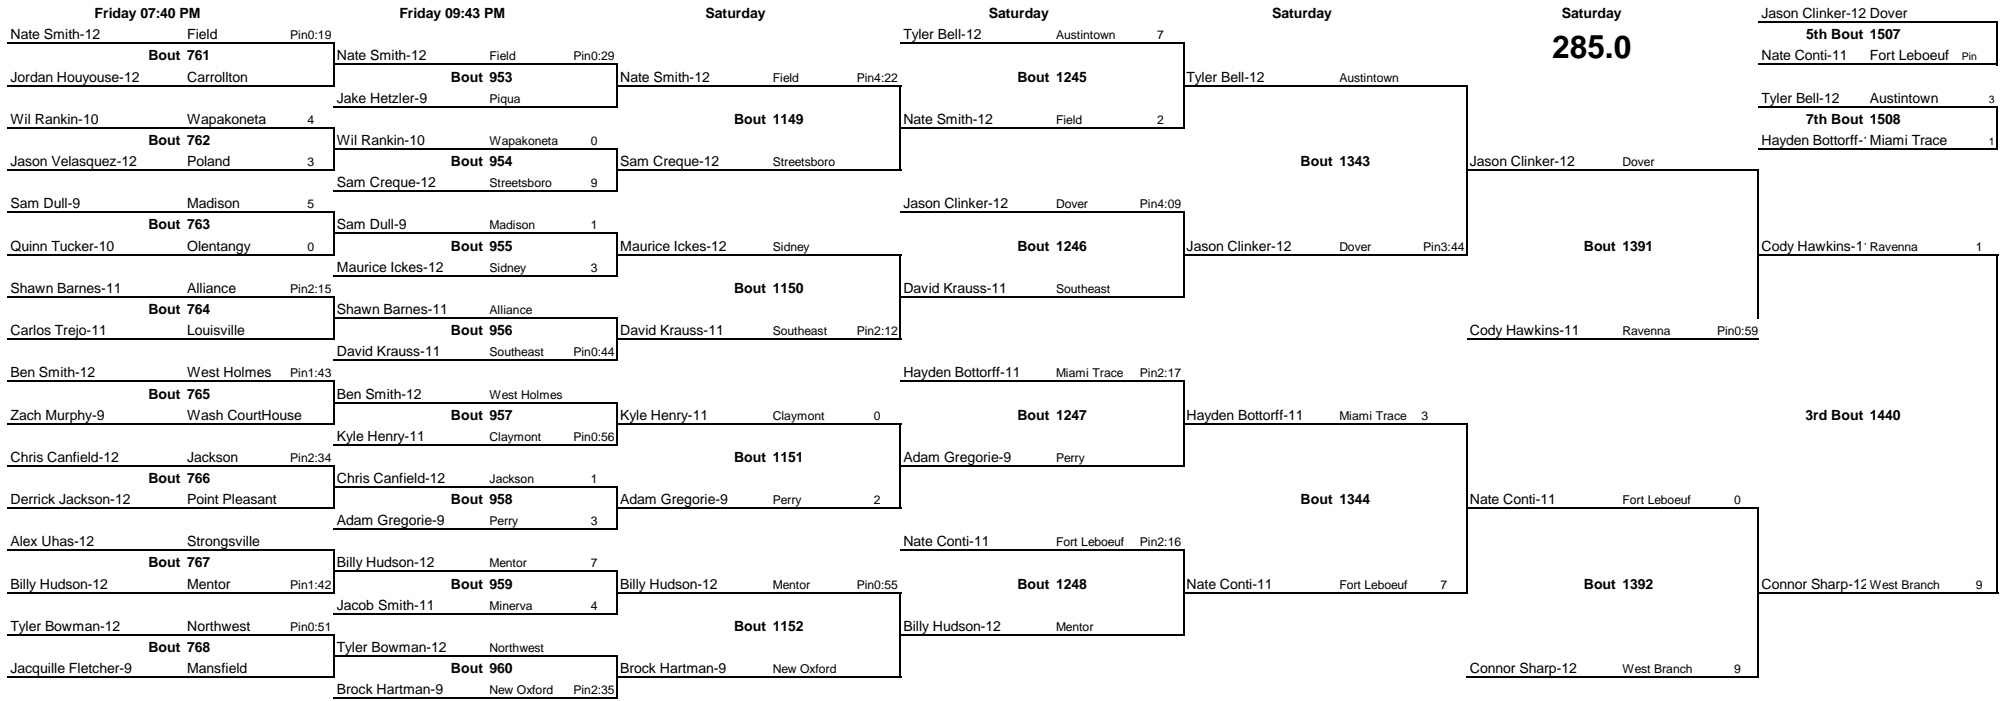 Friday 07:40 PM Friday 09:43 PM Saturday Saturday Saturday Saturday Jason Clinker-12 Dover
Nate Smith-12 Field Pin0:19 Tyler Bell-12 Austintown 7 5th Bout 1507
Bout 761 Nate Smith-12 Field Pin0:29 285.0 Nate Conti-11 Fort Leboeuf Pin
Jordan Houyouse-12 Carrollton Bout 953 Nate Smith-12 Field Pin4:22 Bout 1245 Tyler Bell-12 Austintown
Jake Hetzler-9 Piqua Tyler Bell-12 Austintown 3
Wil Rankin-10 Wapakoneta 4 Bout 1149 Nate Smith-12 Field 2 7th Bout 1508
Bout 762 Wil Rankin-10 Wapakoneta 0 Hayden Bottorff-1 Miami Trace 1
Jason Velasquez-12 Poland 3 Bout 954 Sam Creque-12 Streetsboro Bout 1343 Jason Clinker-12 Dover
Sam Creque-12 Streetsboro 9
Sam Dull-9 Madison 5 Jason Clinker-12 Dover Pin4:09
Bout 763 Sam Dull-9 Madison 1
Quinn Tucker-10 Olentangy 0 Bout 955 Maurice Ickes-12 Sidney Bout 1246 Jason Clinker-12 Dover Pin3:44 Bout 1391 Cody Hawkins-1 Ravenna 1
Maurice Ickes-12 Sidney 3
Shawn Barnes-11 Alliance Pin2:15 Bout 1150 David Krauss-11 Southeast
Bout 764 Shawn Barnes-11 Alliance
Carlos Trejo-11 Louisville Bout 956 David Krauss-11 Southeast Pin2:12 Cody Hawkins-11 Ravenna Pin0:59
David Krauss-11 Southeast Pin0:44
Ben Smith-12 West Holmes Pin1:43 Hayden Bottorff-11 Miami Trace Pin2:17
Bout 765 Ben Smith-12 West Holmes
Zach Murphy-9 Wash CourtHouse Bout 957 Kyle Henry-11 Claymont 0 Bout 1247 Hayden Bottorff-11 Miami Trace 3 3rd Bout 1440
Kyle Henry-11 Claymont Pin0:56
Chris Canfield-12 Jackson Pin2:34 Bout 1151 Adam Gregorie-9 Perry
Bout 766 Chris Canfield-12 Jackson 1
Derrick Jackson-12 Point Pleasant Bout 958 Adam Gregorie-9 Perry 2 Bout 1344 Nate Conti-11 Fort Leboeuf 0
Adam Gregorie-9 Perry 3
Alex Uhas-12 Strongsville Nate Conti-11 Fort Leboeuf Pin2:16
Bout 767 Billy Hudson-12 Mentor 7
Billy Hudson-12 Mentor Pin1:42 Bout 959 Billy Hudson-12 Mentor Pin0:55 Bout 1248 Nate Conti-11 Fort Leboeuf 7 Bout 1392 Connor Sharp-12 West Branch 9
Jacob Smith-11 Minerva 4
Tyler Bowman-12 Northwest Pin0:51 Bout 1152 Billy Hudson-12 Mentor
Bout 768 Tyler Bowman-12 Northwest
Jacquille Fletcher-9 Mansfield Bout 960 Brock Hartman-9 New Oxford Connor Sharp-12 West Branch 9
Brock Hartman-9 New Oxford Pin2:35